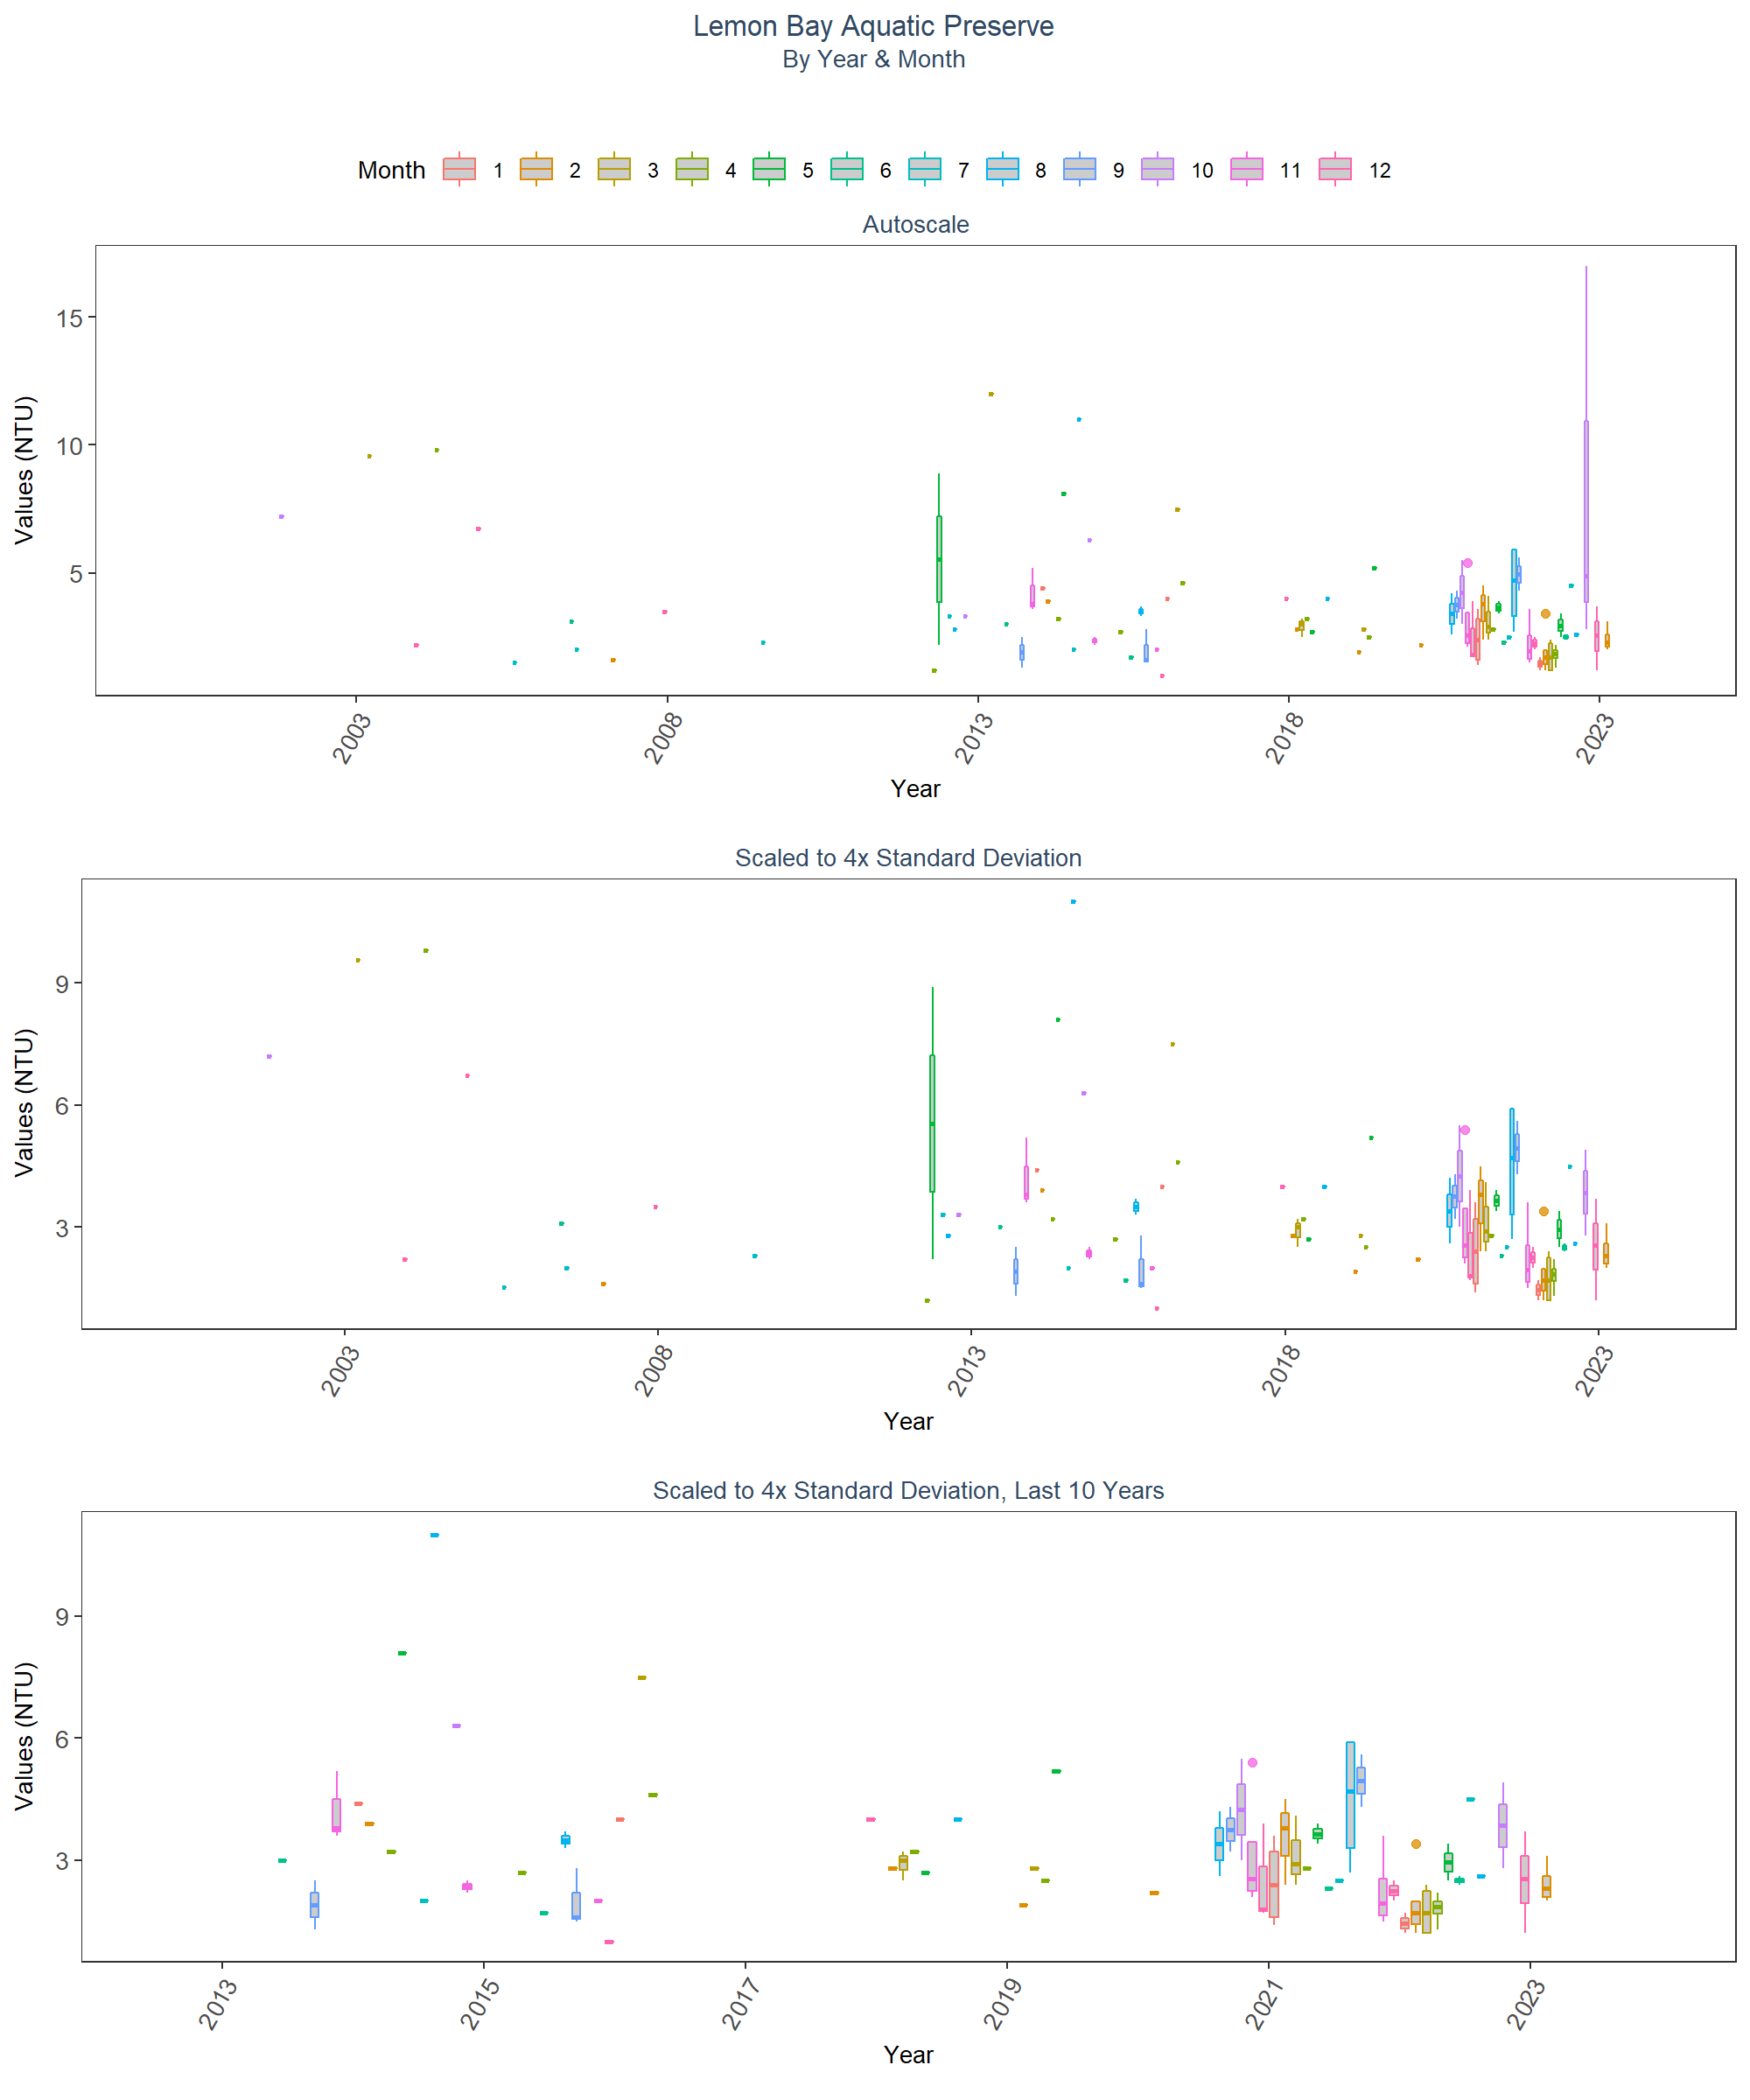 Lemon Bay Aquatic Preserve
By Year & Month
Month 1 2 3 4 5 6 7 8 9 10 11 12
Autoscale
Values (NTU)
15
10
5
2003 2008 2013 2018 2023
Year
Scaled to 4x Standard Deviation
Values (NTU)
9
6
3
2003 2008 2013 2018 2023
Year
Scaled to 4x Standard Deviation, Last 10 Years
Values (NTU)
9
6
3
2013 2015 2017 2019 2021 2023
Year